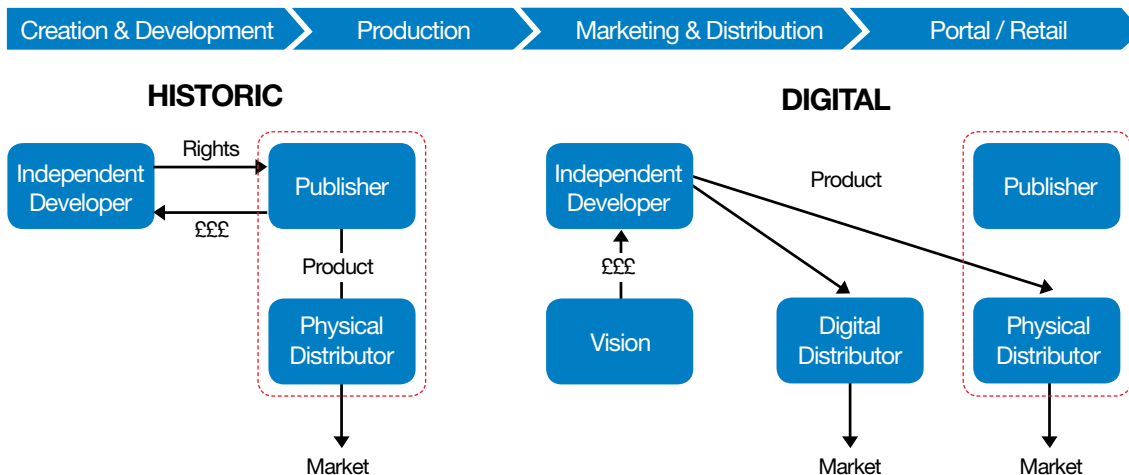 Creation & Development
Production
Marketing & Distribution
Portal / Retail
HISTORIC
Independent
Developer
Rights
£££
Publisher
Product
Physical
Distributor
Market
DIGITAL
Independent
Developer
Product
Publisher
£££
Vision
Digital
Distributor
Physical
Distributor
Market
Market